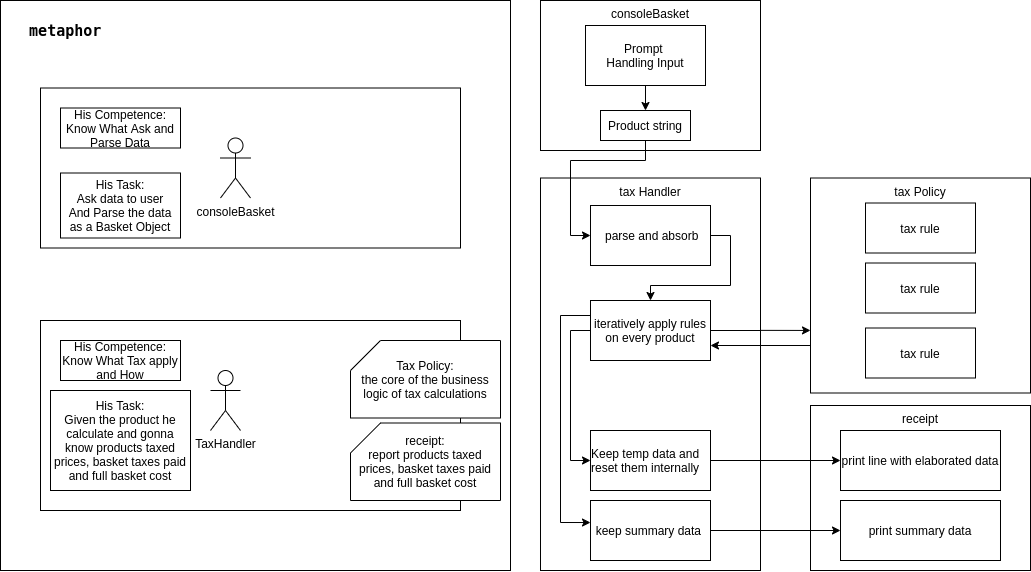 metaphor
His Competence:
Know What Ask and
Parse Data
His Task:
Ask data to user
And Parse the data
as a Basket Object
consoleBasket
His Competence:
Know What Tax apply
and How
His Task:
Given the product he
calculate and gonna
know products taxed
prices, basket taxes paid
and full basket cost
TaxHandler
Tax Policy:
the core of the business
logic of tax calculations
receipt:
report products taxed
prices, basket taxes paid
and full basket cost
consoleBasket
Prompt
Handling Input
Product string
tax Handler
parse and absorb
iteratively apply rules
on every product
Keep temp data and
reset them internally
keep summary data
tax Policy
tax rule
tax rule
tax rule
receipt
print line with elaborated data
print summary data